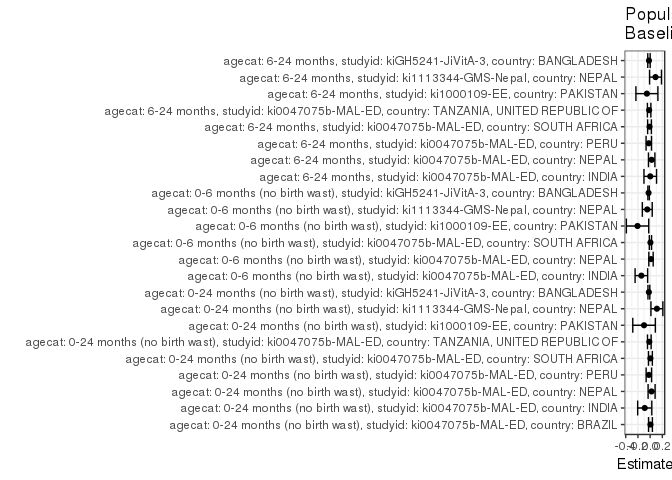 Popul
Baseli
agecat: 6-24 months, studyid: kiGH5241-JiVitA-3, country: BANGLADESH
agecat: 6-24 months, studyid: ki1113344-GMS-Nepal, country: NEPAL
agecat: 6-24 months, studyid: ki1000109-EE, country: PAKISTAN
agecat: 6-24 months, studyid: ki0047075b-MAL-ED, country: TANZANIA, UNITED REPUBLIC OF
agecat: 6-24 months, studyid: ki0047075b-MAL-ED, country: SOUTH AFRICA
agecat: 6-24 months, studyid: ki0047075b-MAL-ED, country: PERU
agecat: 6-24 months, studyid: ki0047075b-MAL-ED, country: NEPAL
agecat: 6-24 months, studyid: ki0047075b-MAL-ED, country: INDIA
agecat: 0-6 months (no birth wast), studyid: kiGH5241-JiVitA-3, country: BANGLADESH
agecat: 0-6 months (no birth wast), studyid: ki1113344-GMS-Nepal, country: NEPAL
agecat: 0-6 months (no birth wast), studyid: ki1000109-EE, country: PAKISTAN
agecat: 0-6 months (no birth wast), studyid: ki0047075b-MAL-ED, country: SOUTH AFRICA
agecat: 0-6 months (no birth wast), studyid: ki0047075b-MAL-ED, country: NEPAL
agecat: 0-6 months (no birth wast), studyid: ki0047075b-MAL-ED, country: INDIA
agecat: 0-24 months (no birth wast), studyid: kiGH5241-JiVitA-3, country: BANGLADESH
agecat: 0-24 months (no birth wast), studyid: ki1113344-GMS-Nepal, country: NEPAL
agecat: 0-24 months (no birth wast), studyid: ki1000109-EE, country: PAKISTAN
agecat: 0-24 months (no birth wast), studyid: ki0047075b-MAL-ED, country: TANZANIA, UNITED REPUBLIC OF
agecat: 0-24 months (no birth wast), studyid: ki0047075b-MAL-ED, country: SOUTH AFRICA
agecat: 0-24 months (no birth wast), studyid: ki0047075b-MAL-ED, country: PERU
agecat: 0-24 months (no birth wast), studyid: ki0047075b-MAL-ED, country: NEPAL
agecat: 0-24 months (no birth wast), studyid: ki0047075b-MAL-ED, country: INDIA
agecat: 0-24 months (no birth wast), studyid: ki0047075b-MAL-ED, country: BRAZIL
-0.4 -0.2 0.0 0.2
Estimate